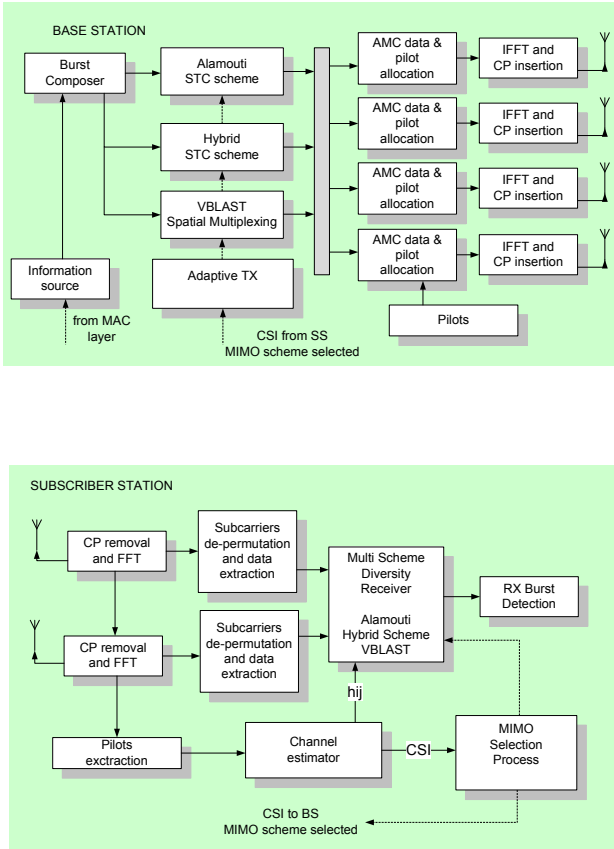 BASE STATION
Burst
Composer
Alamouti
STC scheme
AMC data &
pilot
allocation
IFFT and
CP insertion
Hybrid
STC scheme
AMC data &
pilot
allocation
IFFT and
CP insertion
VBLAST
Spatial Multiplexing
AMC data &
pilot
allocation
IFFT and
CP insertion
Information
source
Adaptive TX
AMC data &
pilot
allocation
IFFT and
CP insertion
from MAC
layer
Pilots
CSI from SS
MIMO scheme selected
SUBSCRIBER STATION
CP removal
and FFT
Subcarriers
de-permutation
and data
extraction
Multi Scheme
Diversity
Receiver
Alamouti
Hybrid Scheme
VBLAST
RX Burst
Detection
CP removal
and FFT
Subcarriers
de-permutation
and data
extraction
hij
Pilots
exctraction
Channel
estimator
CSI
MIMO
Selection
Process
CSI to BS
MIMO scheme selected